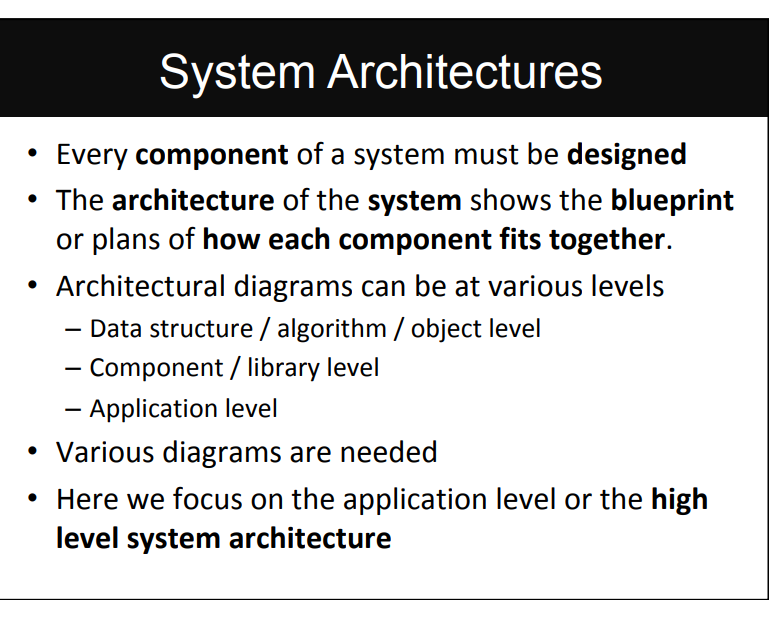 System Architectures
• Every component of a system must be designed
• The architecture of the system shows the blueprint
or plans of how each component fits together.
• Architectural diagrams can be at various levels
– Data structure / algorithm / object level
– Component / library level
– Application level
• Various diagrams are needed
• Here we focus on the application level or the high
level system architecture